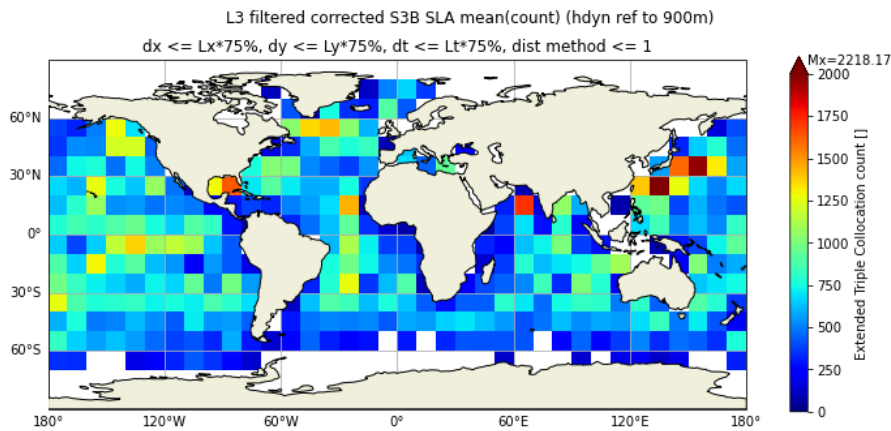 L3 filtered corrected S3B SLA mean(count) (hdyn ref to 900m)
dx <= Lx*75%, dy <= Ly*75%, dt <= Lt*75%, dist method <= 1
Mx=2218.17
2000
1750
1500
1250
1000
750
500
250
0
Extended Triple Collocation count []
60°N
30°N
0°
30°S
60°S
180° 120°W 60°W 0° 60°E 120°E 180°